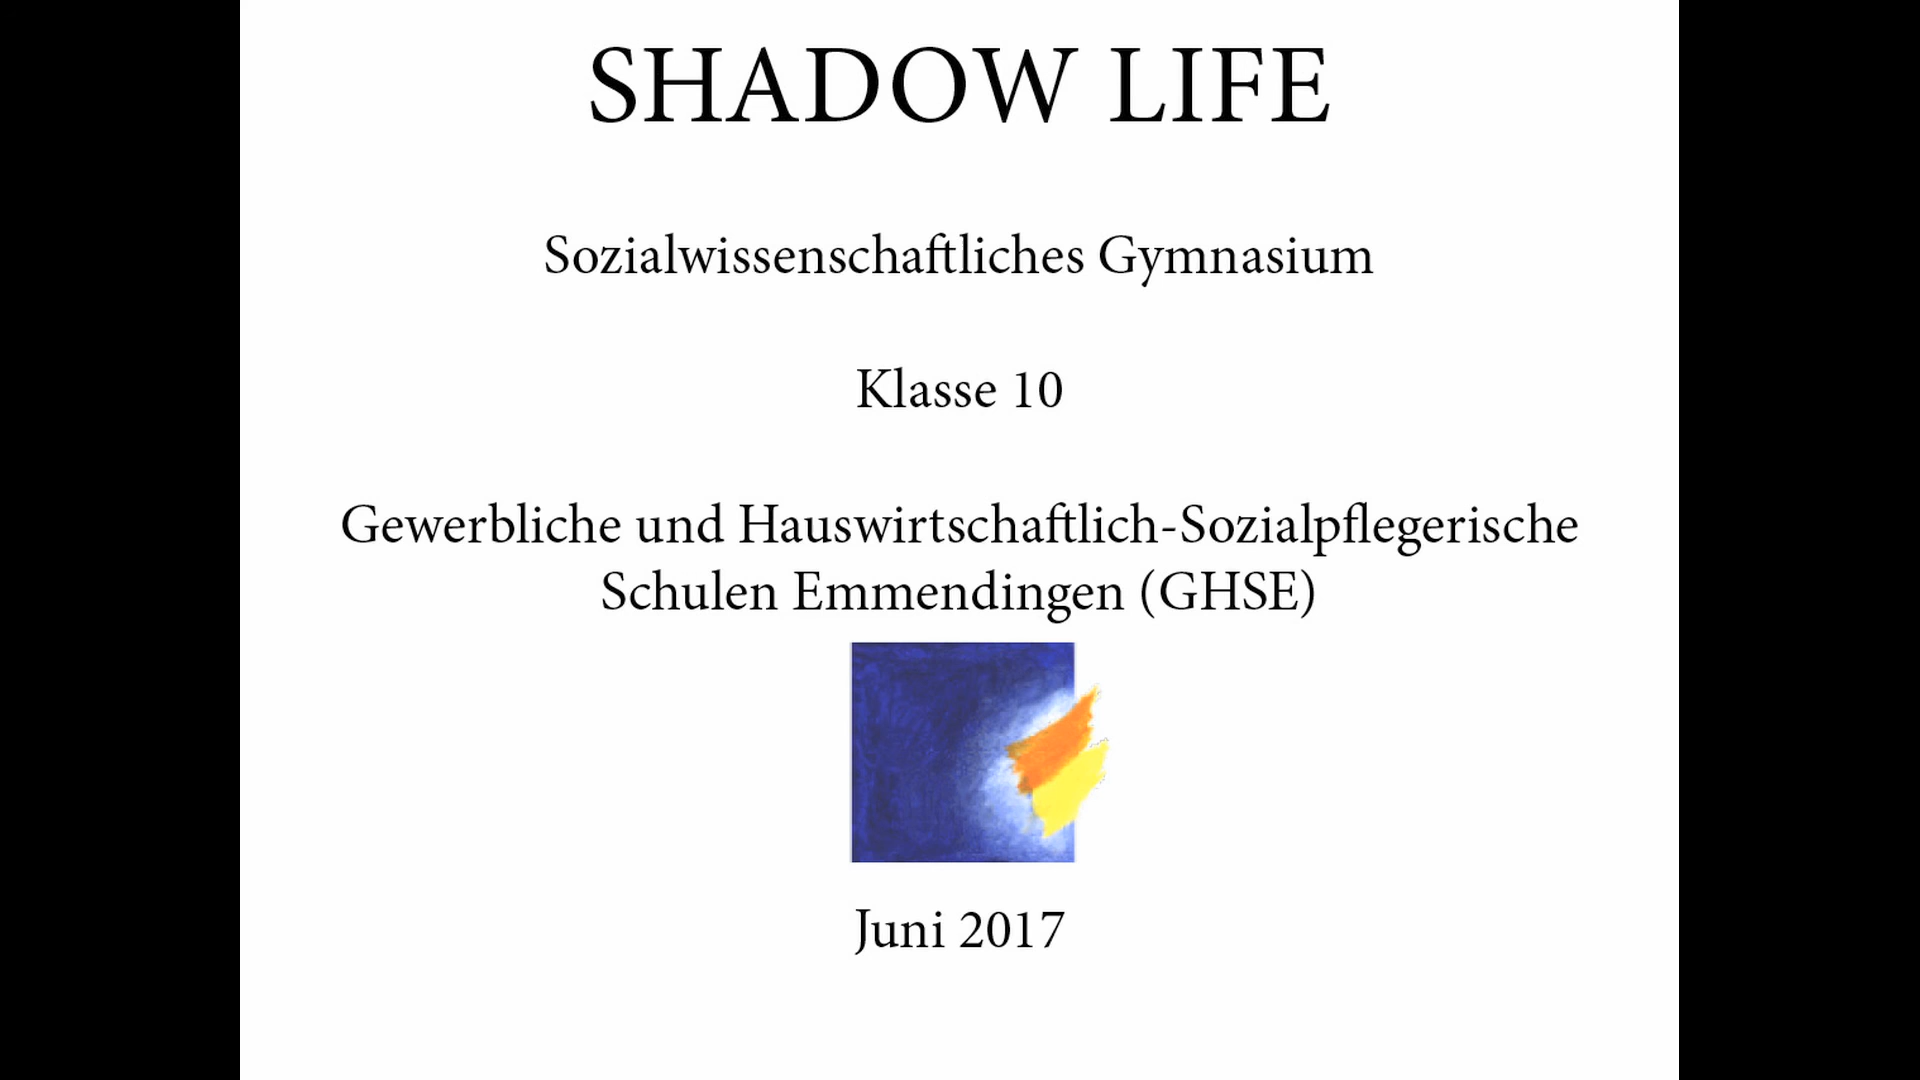 SHADOW LIFE
Sozialwissenschaftliches Gymnasium
Klasse 10
Gewerbliche und Hauswirtschaftlich-Sozialpflegerische
Schulen Emmendingen (GHSE)
Juni 2017